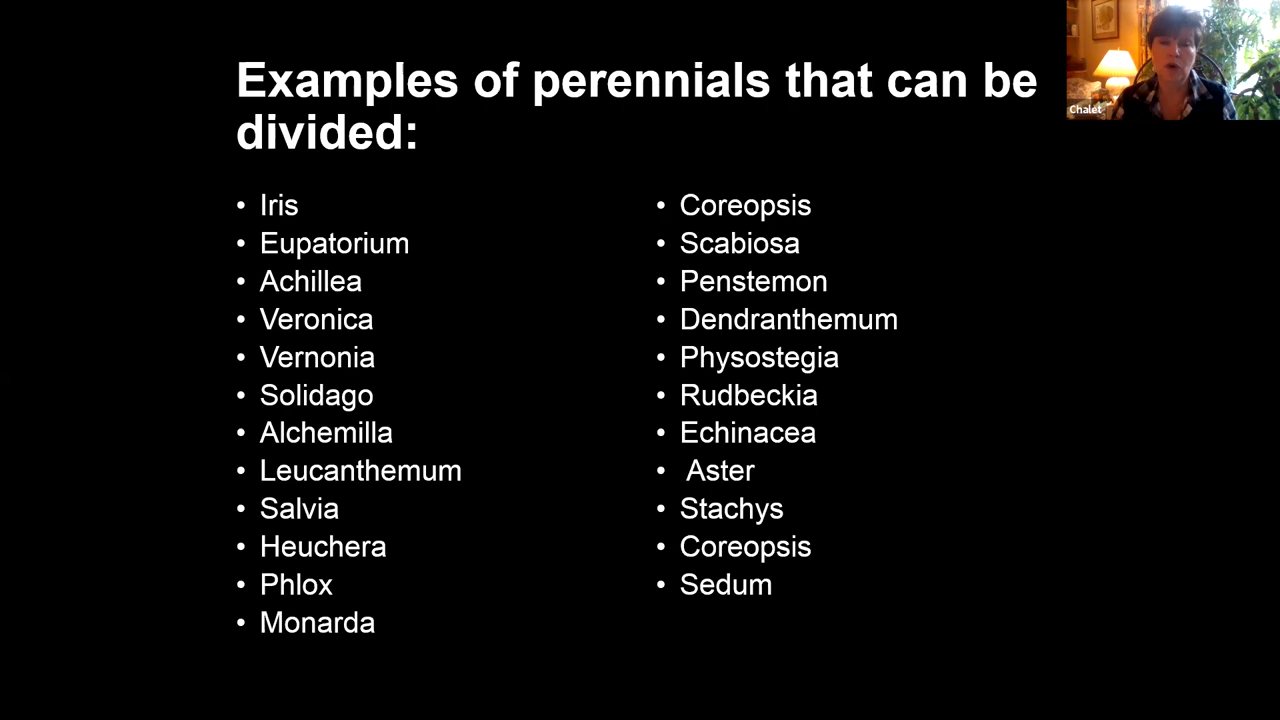 Examples of perennials that can be
divided:
• Iris
• Eupatorium
• Achillea
• Veronica
• Vernonia
• Solidago
• Alchemilla
• Leucanthemum
• Salvia
• Heuchera
• Phlox
• Monarda
• Coreopsis
• Scabiosa
• Penstemon
• Dendranthemum
• Physostegia
• Rudbeckia
• Echinacea
• Aster
• Stachys
• Coreopsis
• Sedum
Chalet